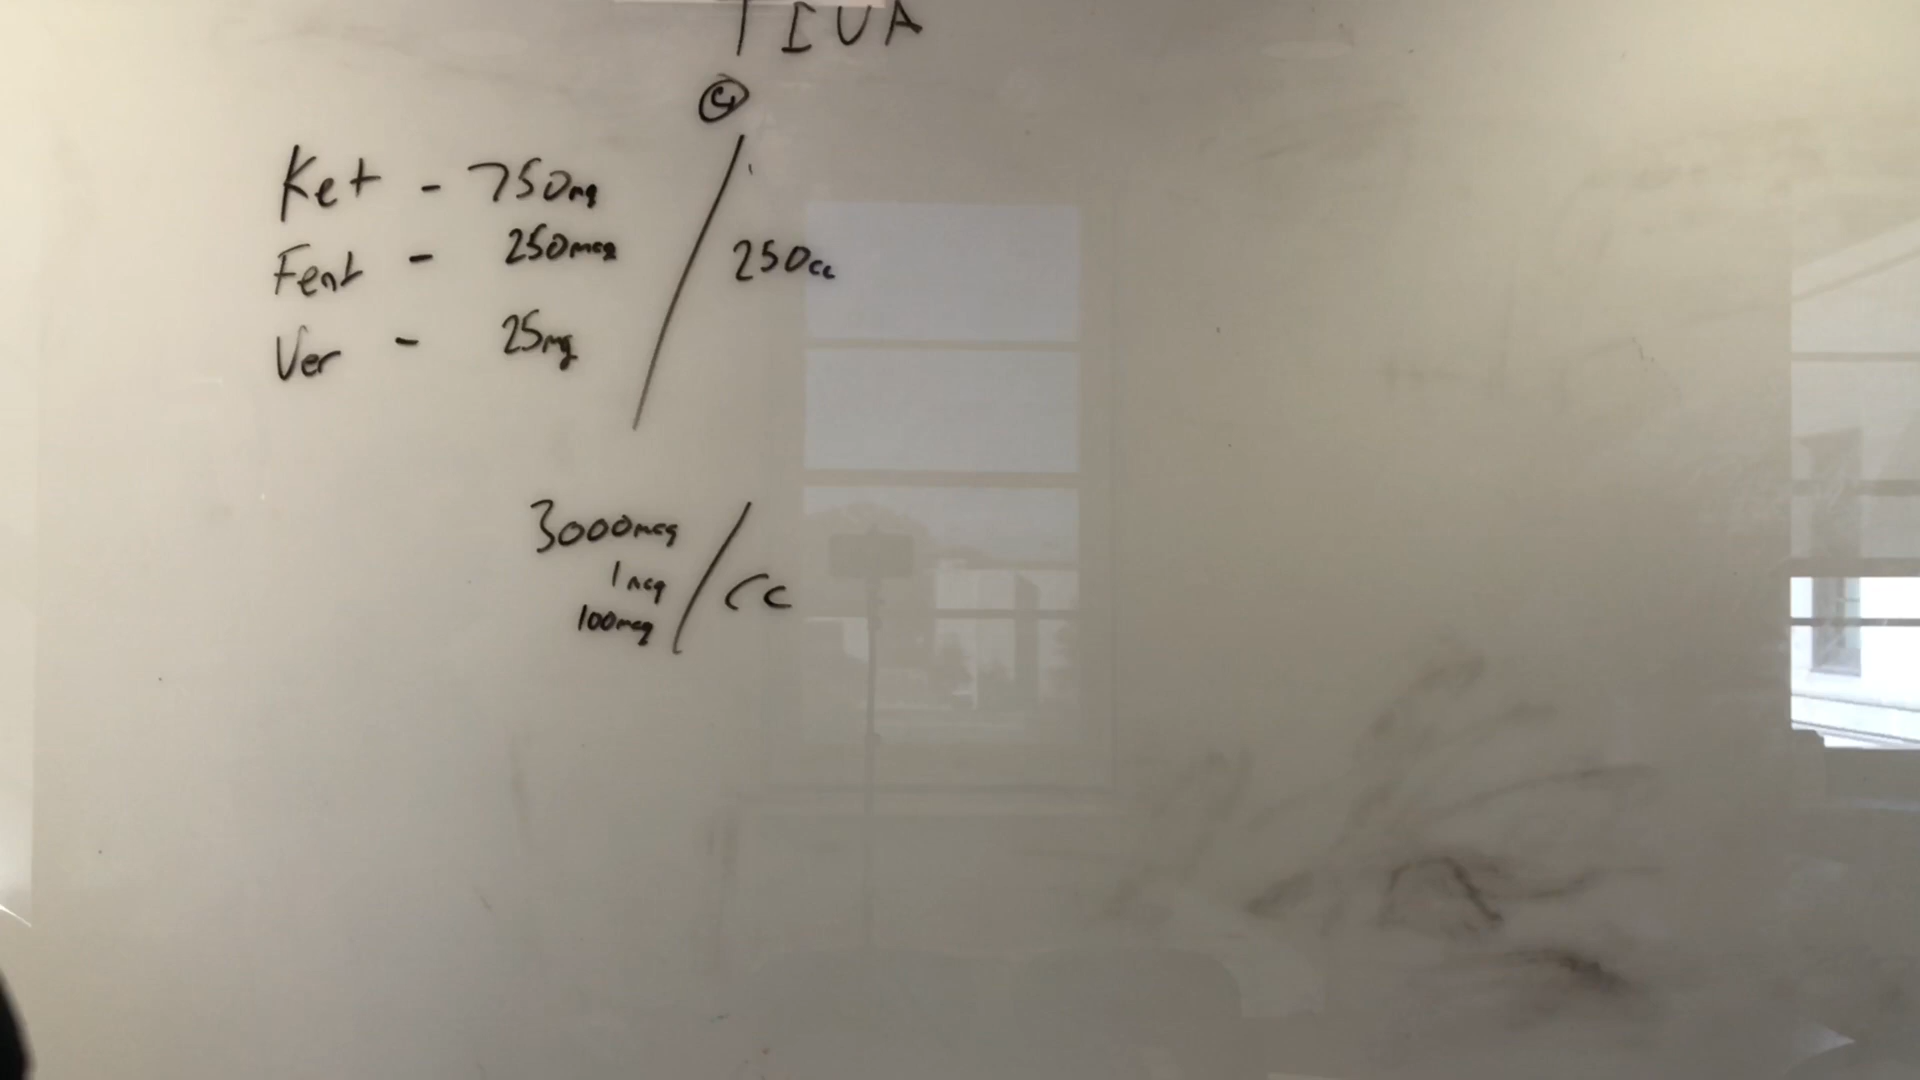 TIVA
Ket - 750mg
Fent - 250mcg / 250cc
Ver - 25mg
3000mcg
1mcg / cc
100mcg